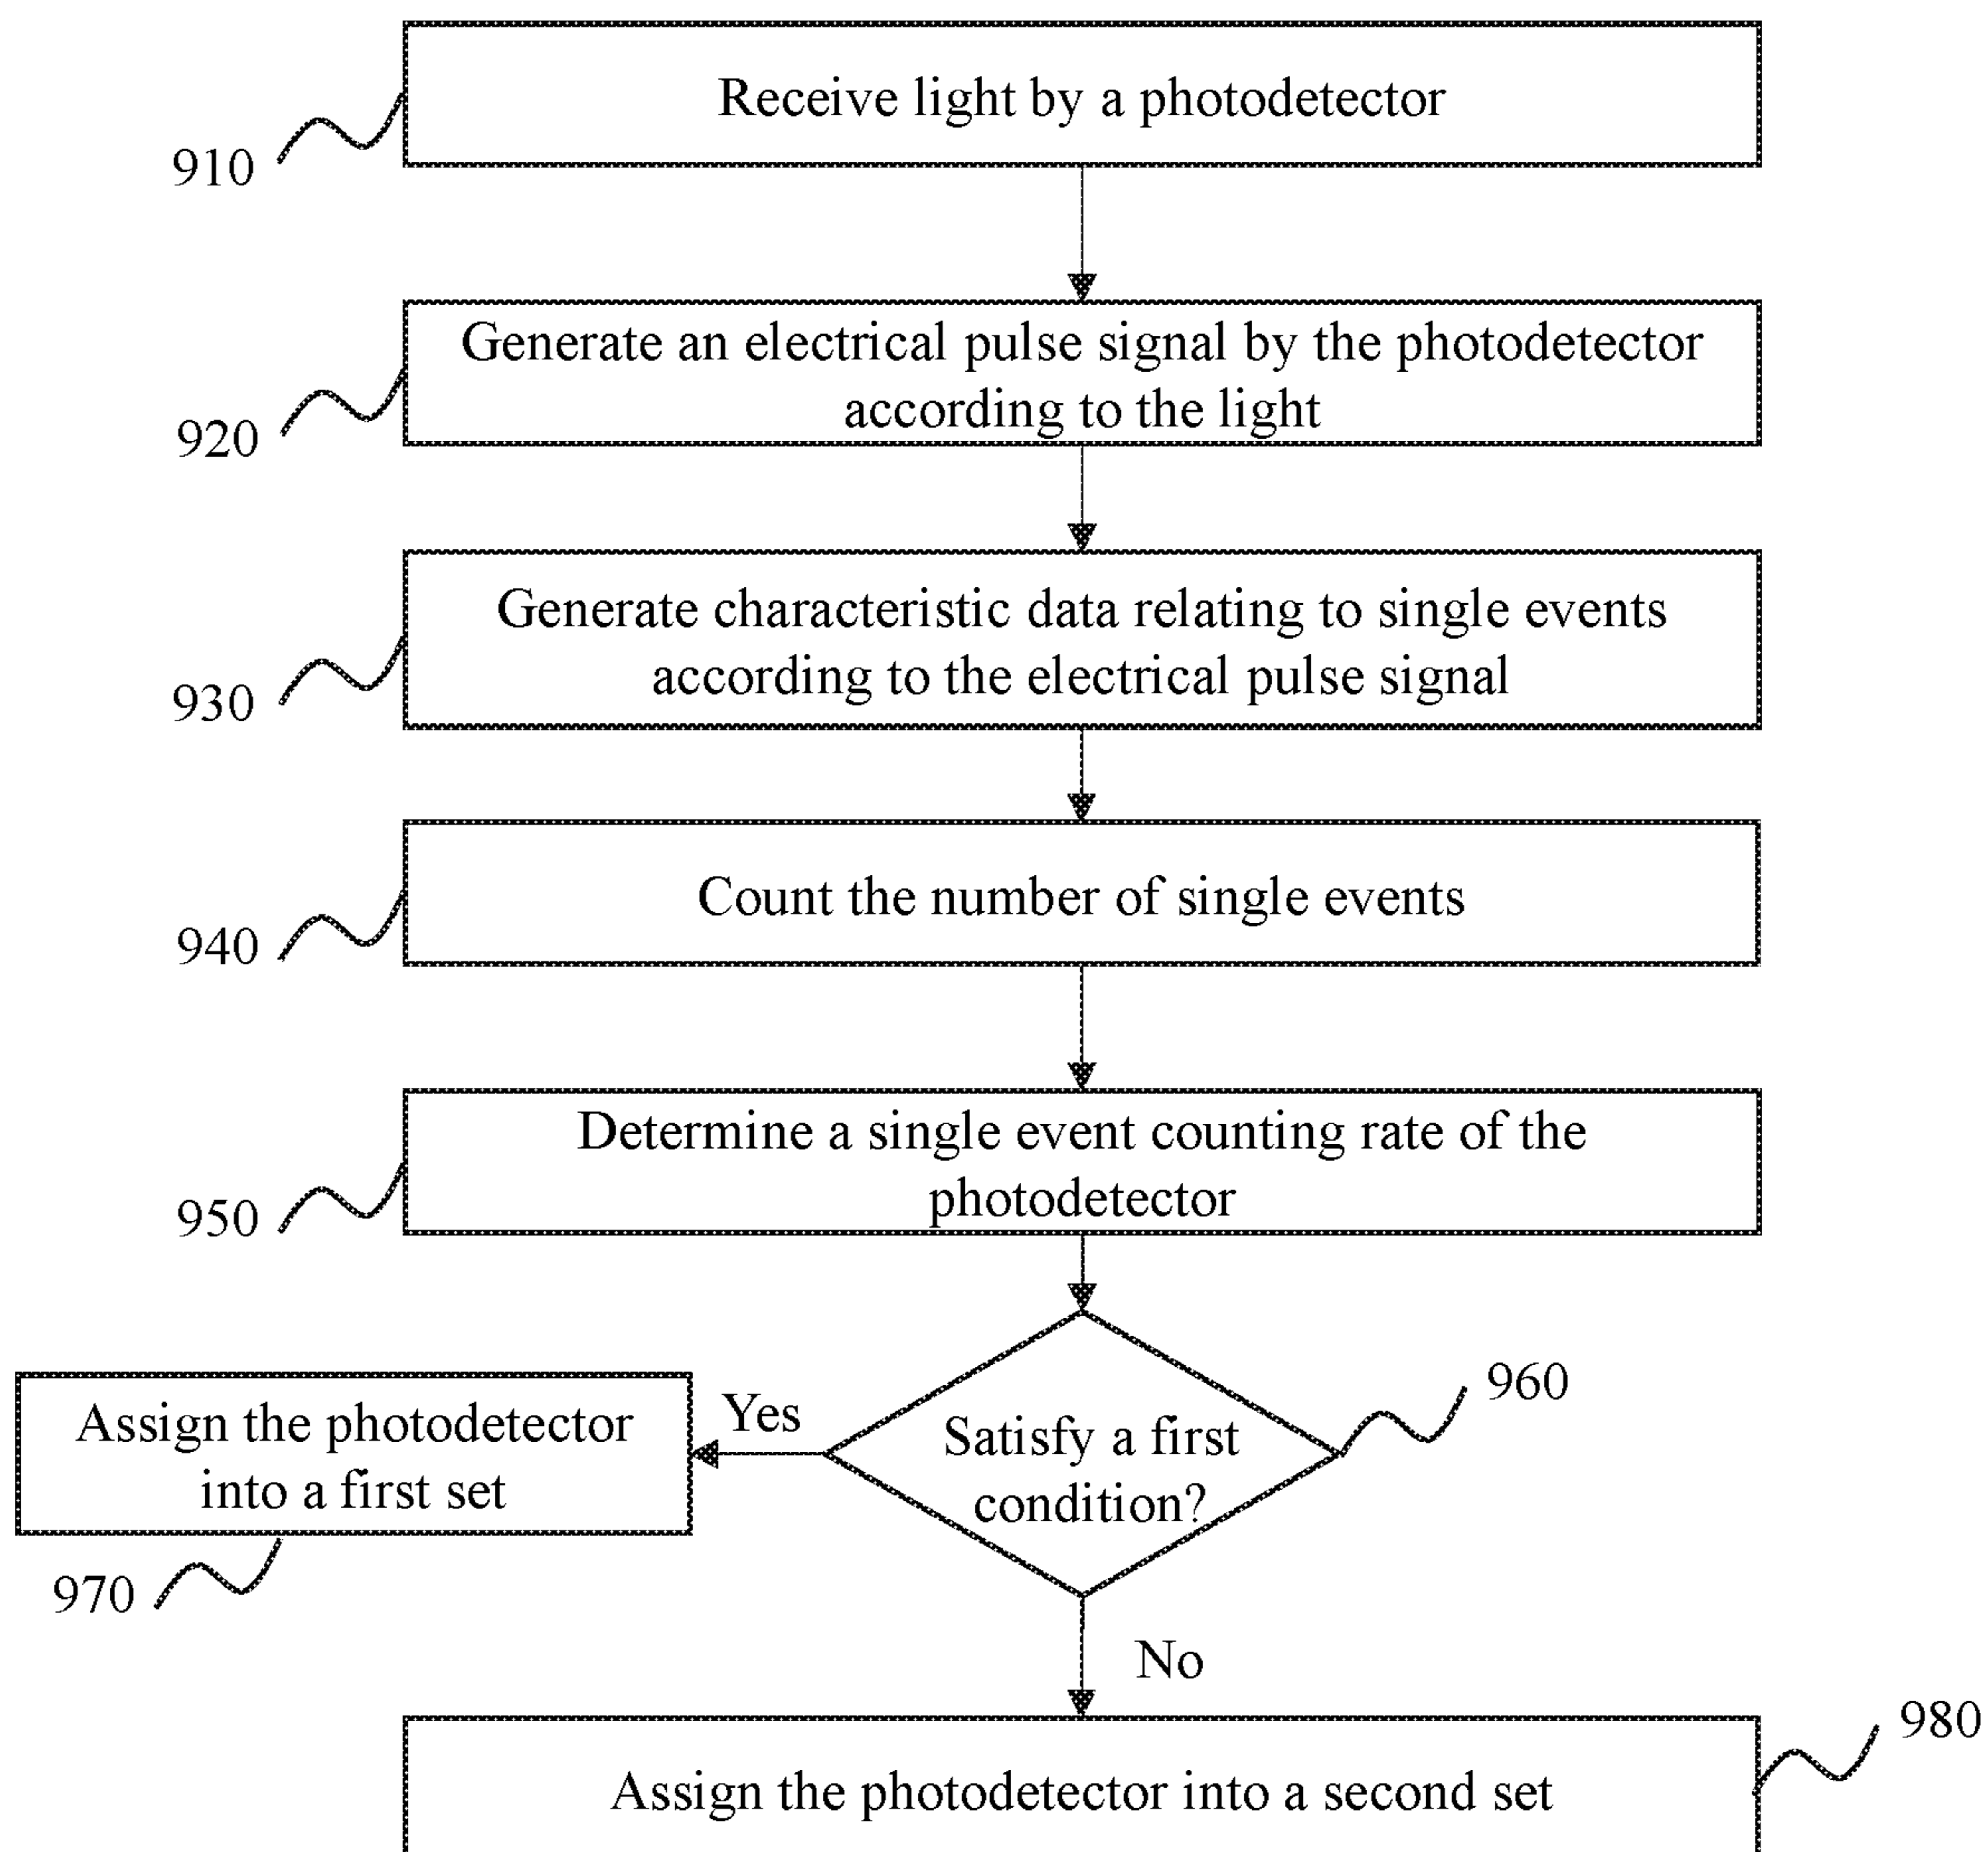 Receive light by a photodetector
910
Generate an electrical pulse signal by the photodetector
according to the light
920
Generate characteristic data relating to single events
according to the electrical pulse signal
930
Count the number of single events
940
Determine a single event counting rate of the
photodetector
950
960
Yes
Assign the photodetector
into a first set
Satisfy a first
condition?
970
No
980
Assign the photodetector into a second set